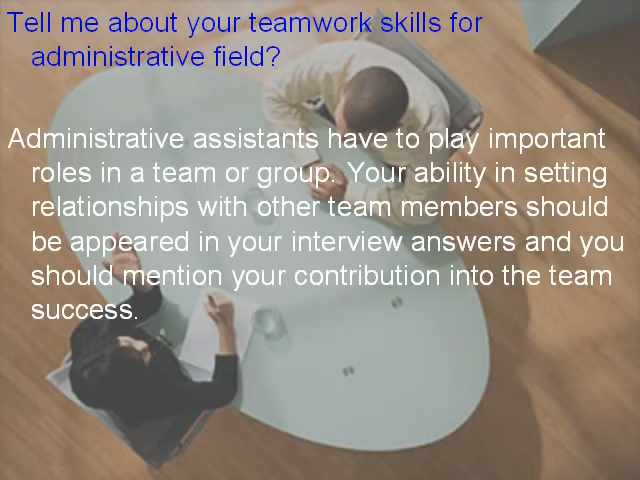 Tell me about your teamwork skills for
administrative field?
Administrative assistants have to play important
roles in a team or group. Your ability in setting
relationships with other team members should
be appeared in your interview answers and you
should mention your contribution into the team
success.